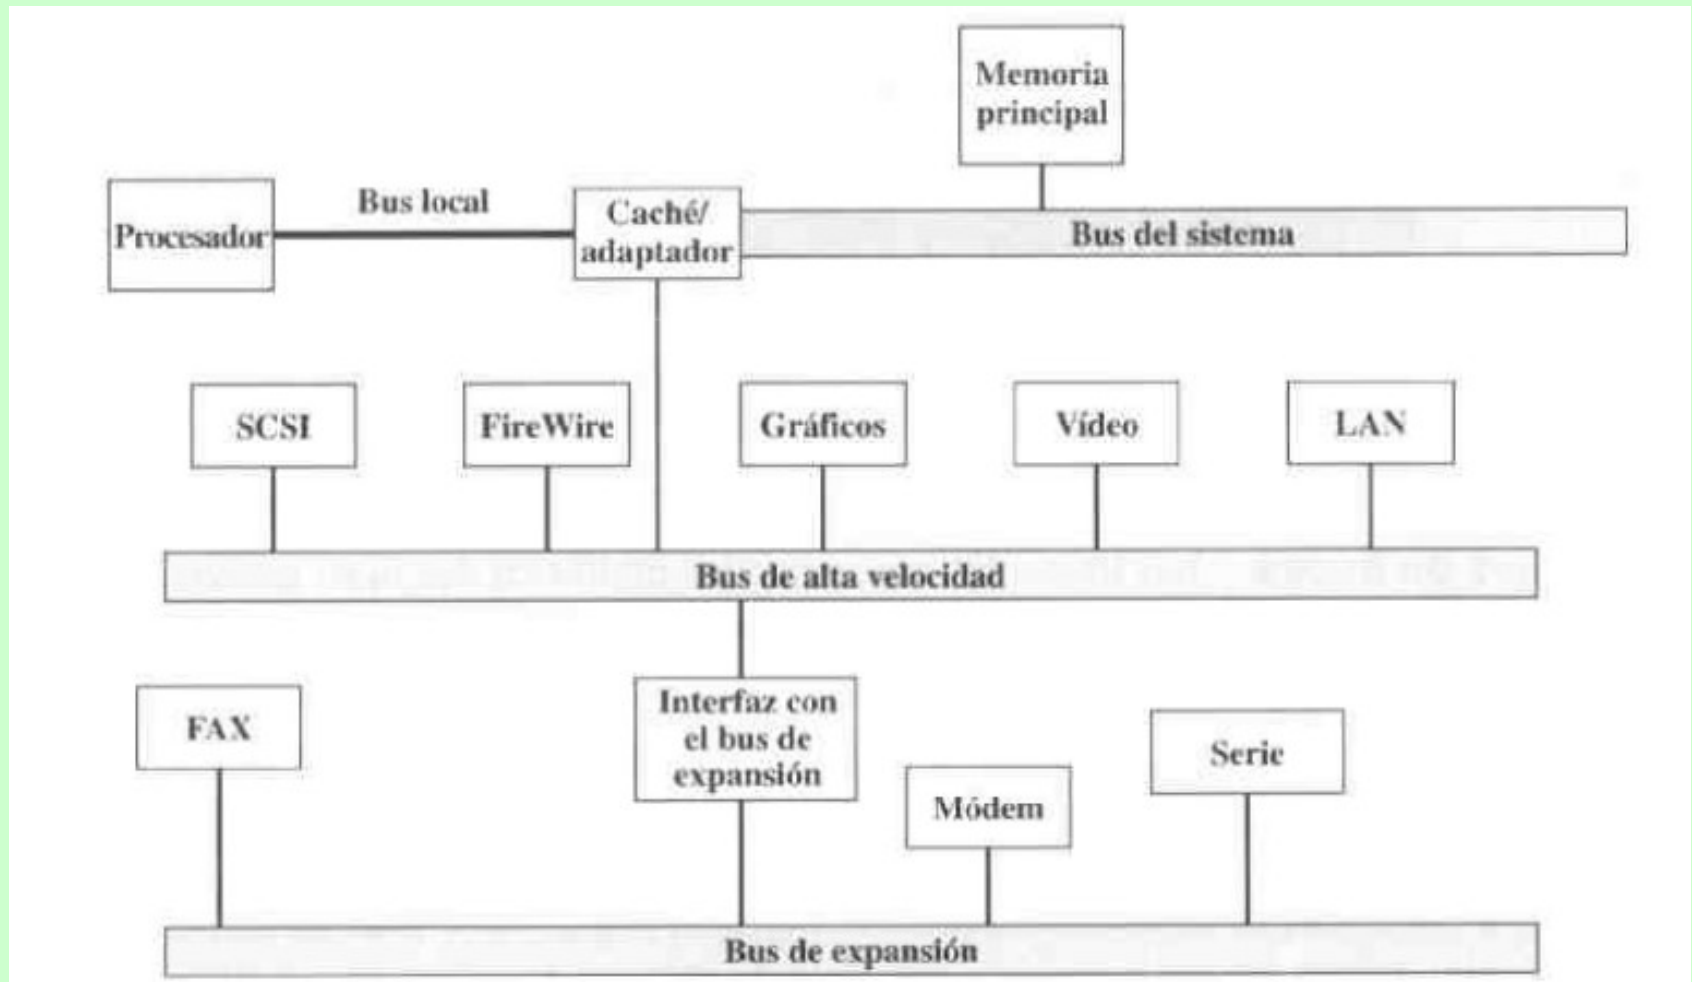 Memoria
principal
Bus local
Procesador
Caché/
adaptador
Bus del sistema
SCSI
FireWire
Gráficos
Vídeo
LAN
Bus de alta velocidad
FAX
Interfaz con
el bus de
expansión
Módem
Serie
Bus de expansión